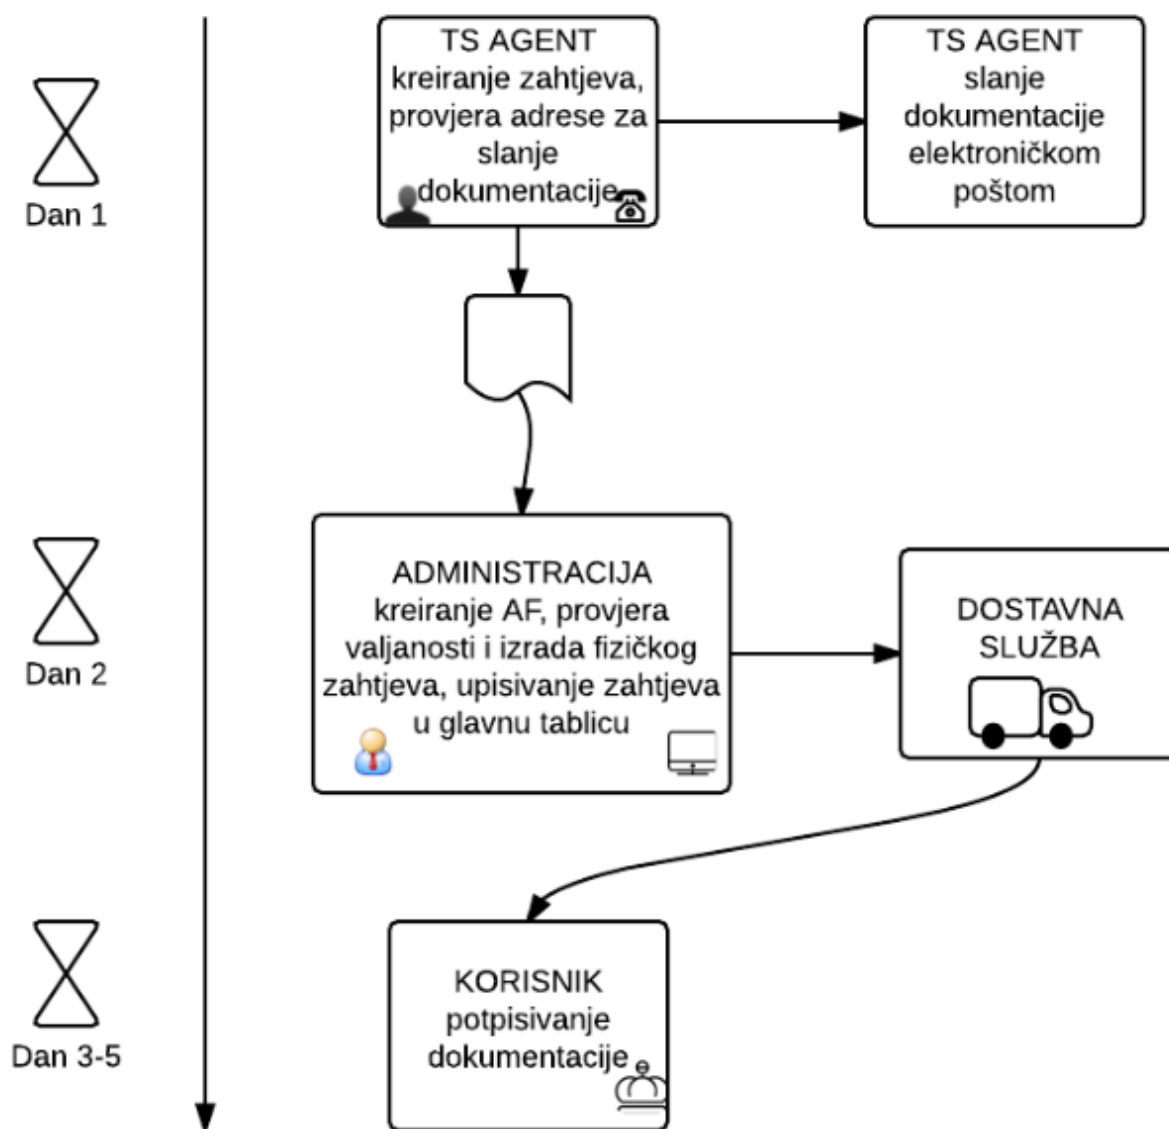 TS AGENT
kreiranje zahtjeva,
provjera adrese za
slanje
dokumentacije
TS AGENT
slanje
dokumentacije
elektroničkom
poštom
Dan 1
ADMINISTRACIJA
kreiranje AF, provjera
valjanosti i izrada fizičkog
zahtjeva, upisivanje zahtjeva
u glavnu tablicu
DOSTAVNA
SLUŽBA
Dan 2
KORISNIK
potpisivanje
dokumentacije
Dan 3-5